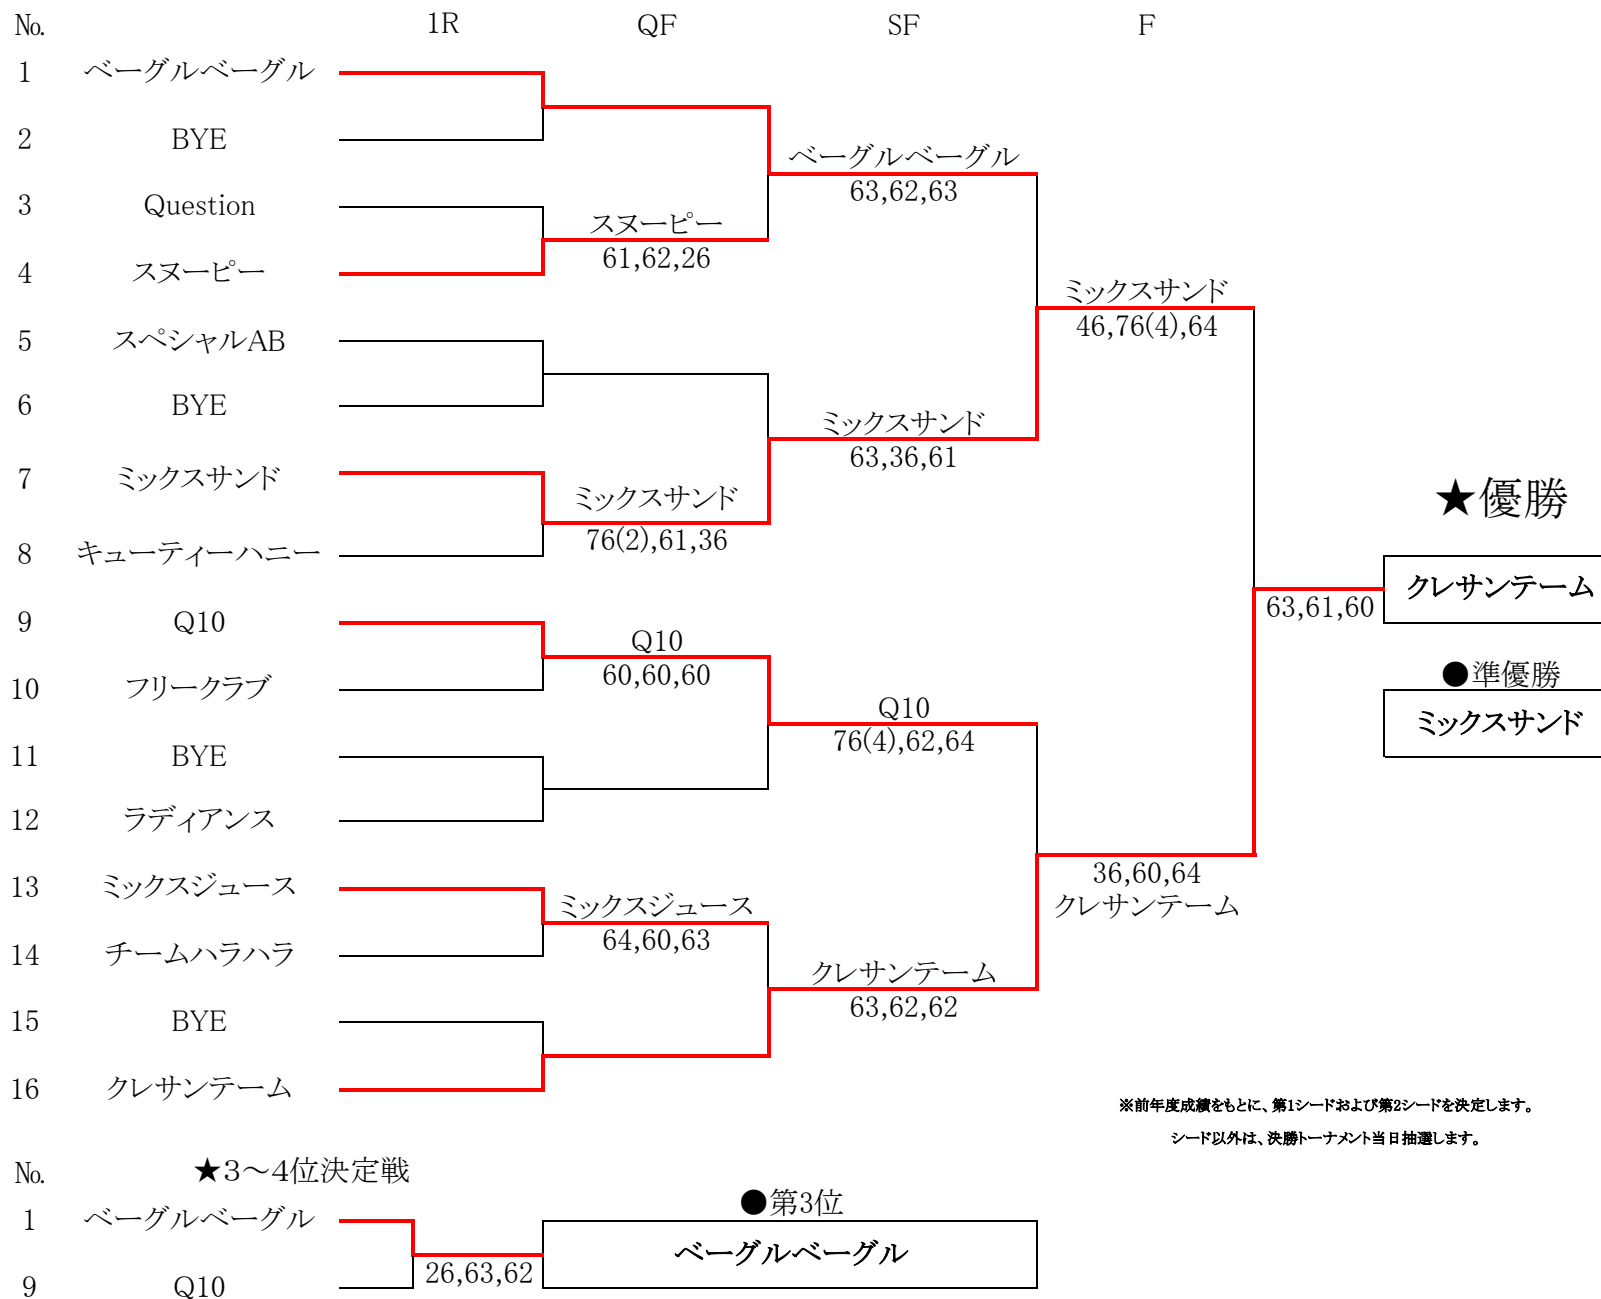 No. 1R QF SF F
1 ベーグルベーグル
2 BYE
ベーグルベーグル
63,62,63
3 Question
スヌーピー
61,62,26
4 スヌーピー
ミックスサンド
46,76(4),64
5 スペシャルAB
6 BYE
ミックスサンド
63,36,61
7 ミックスサンド
ミックスサンド
76(2),61,36
★優勝
8 キューティーハニー
クレサンテーム
63,61,60
9 Q10
Q10
60,60,60
●準優勝
10 フリークラブ
ミックスサンド
Q10
76(4),62,64
11 BYE
12 ラディアンス
13 ミックスジュース
36,60,64
クレサンテーム
ミックスジュース
64,60,63
14 チームハラハラ
クレサンテーム
63,62,62
15 BYE
16 クレサンテーム
※前年度成績をもとに、第1シードおよび第2シードを決定します。
シード以外は、決勝トーナメント当日抽選します。
No. ★3～4位決定戦
●第3位
1 ベーグルベーグル
ベーグルベーグル
26,63,62
9 Q10